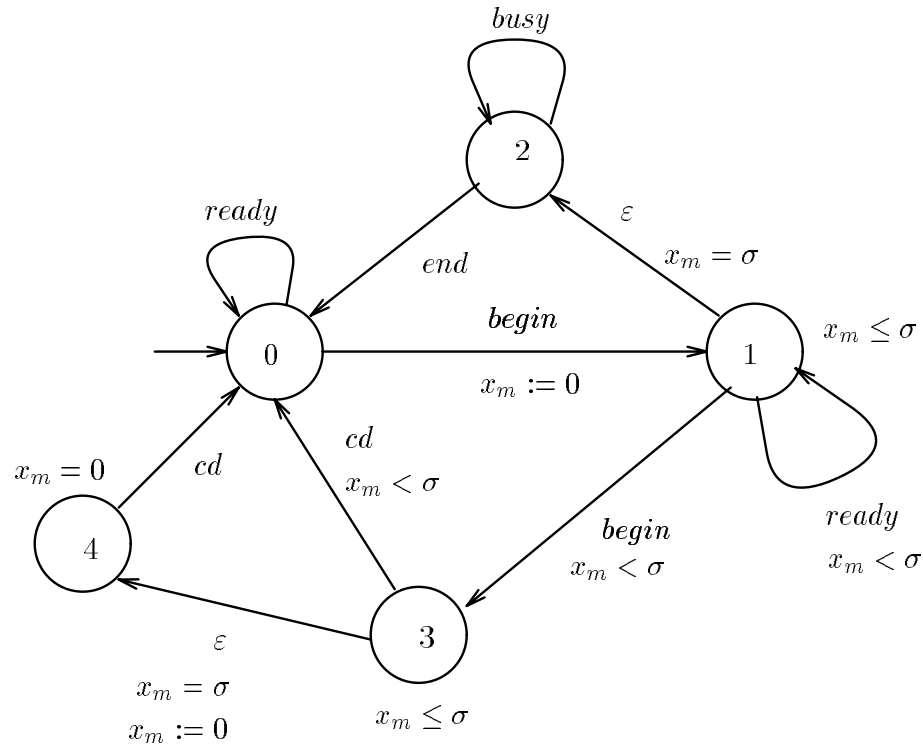 busy
2
ε
x_m = σ
ready
end
begin
x_m ≤ σ
0
1
x_m := 0
cd
x_m < σ
x_m = 0
cd
ready
x_m < σ
begin
x_m < σ
4
3
ε
x_m = σ
x_m := 0
x_m ≤ σ